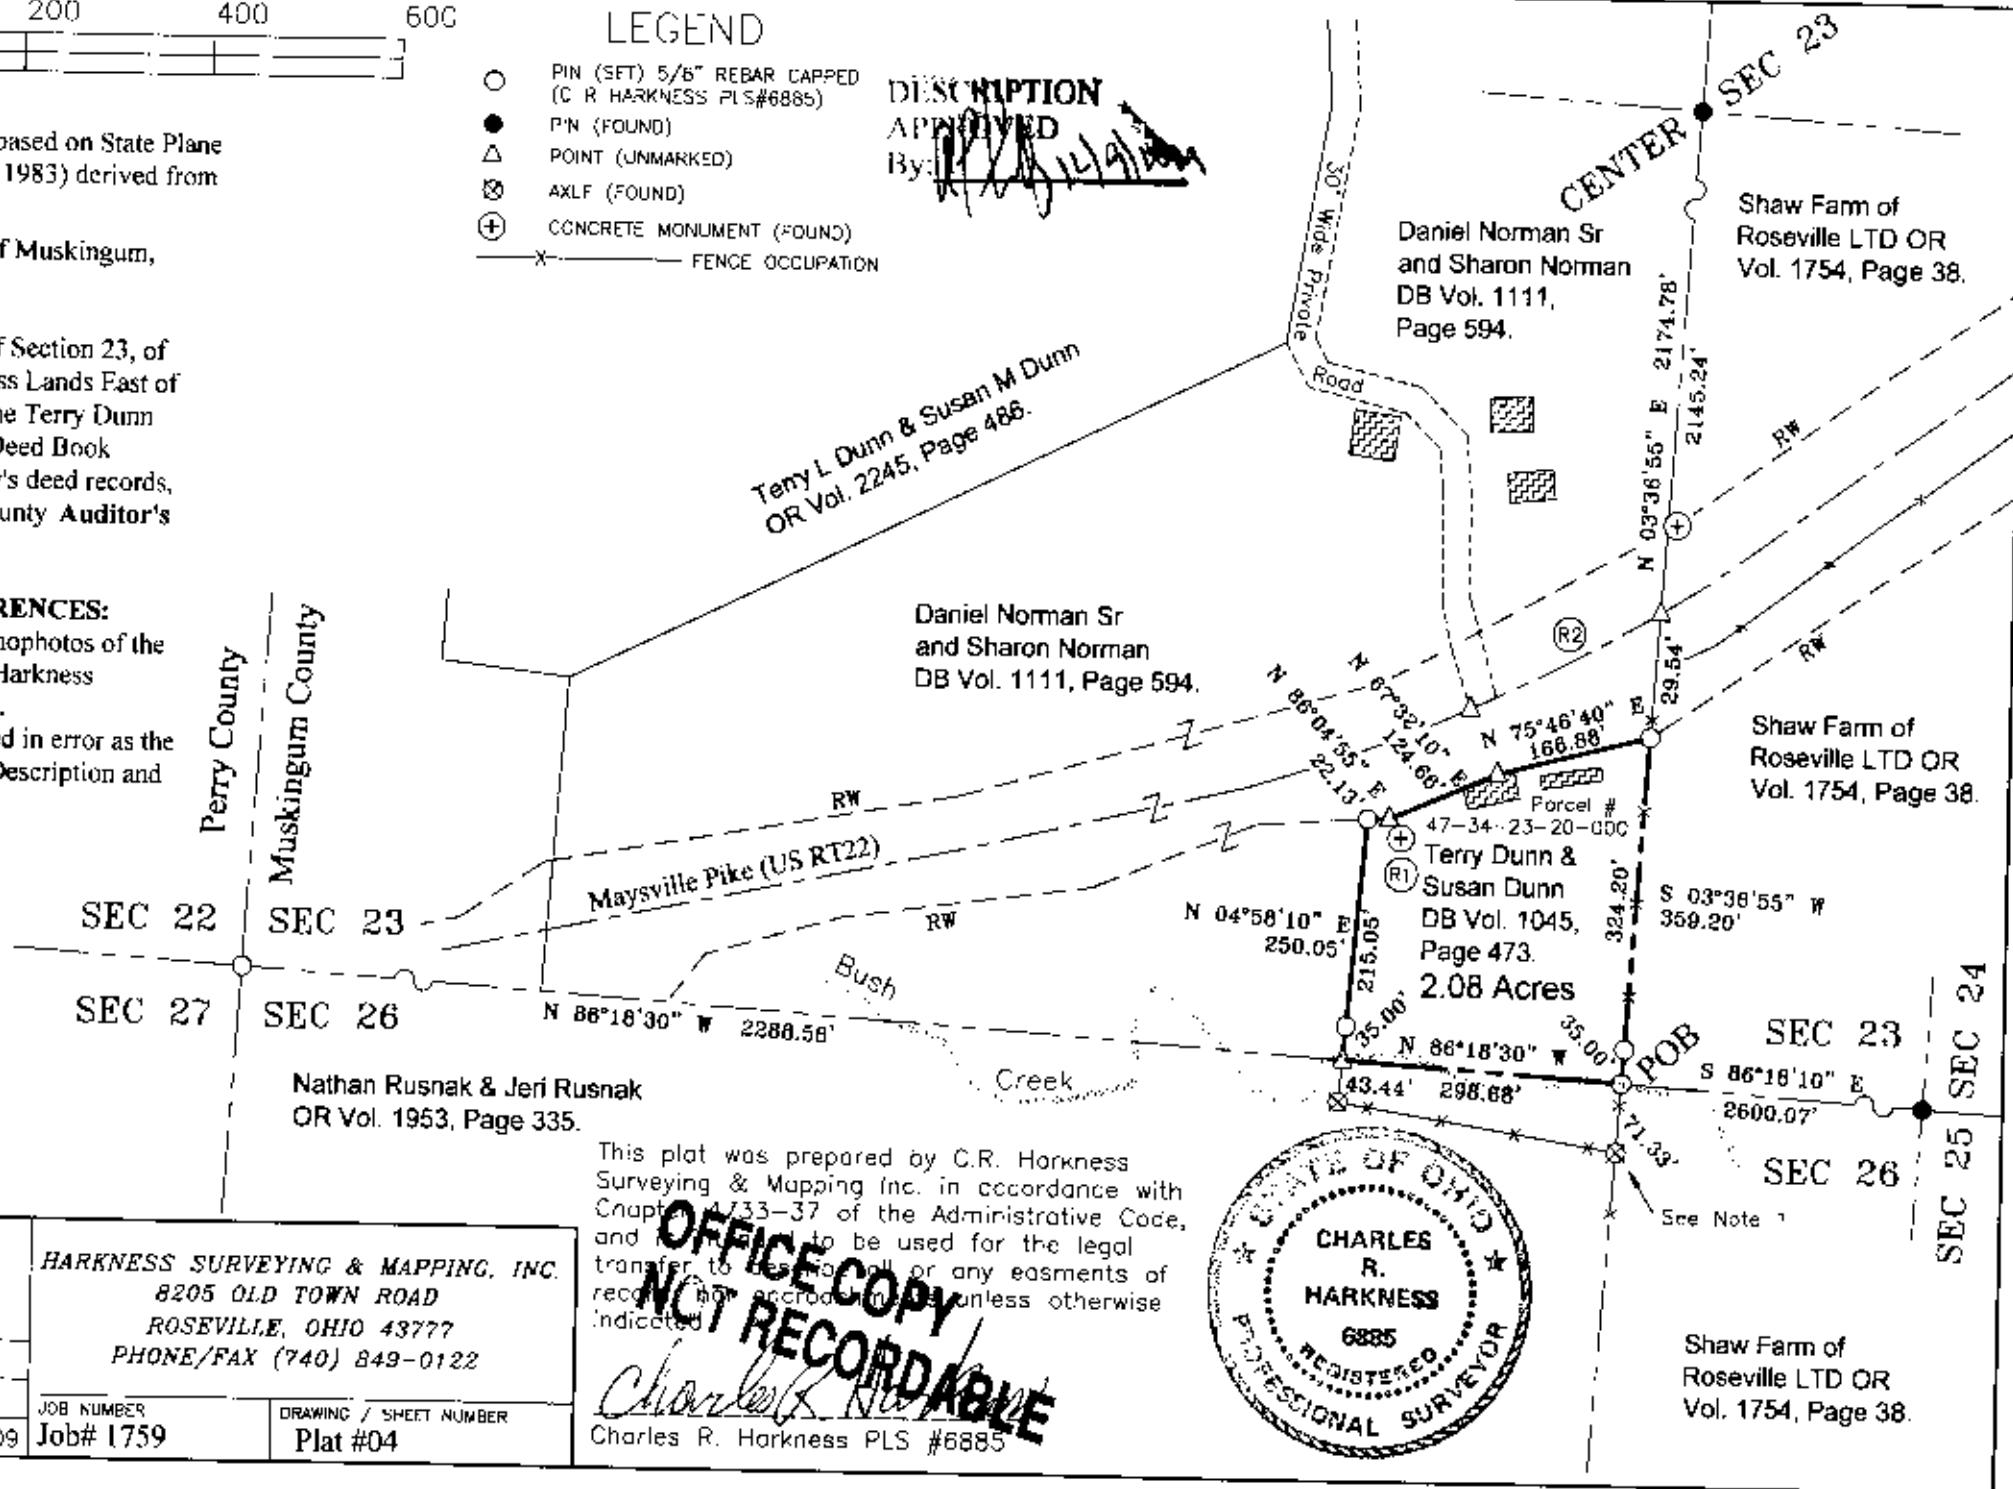 200 400 600
LEGEND
PIN (SET) 5/8" REBAR CAPPED
(C R HARKNESS PLS#6885)
PIN (FOUND)
POINT (UNMARKED)
AXLE (FOUND)
CONCRETE MONUMENT (FOUND)
X FENCE OCCUPATION
DESCRIPTION
APPROVED
By:
based on State Plane
1983) derived from
f Muskingum,
f Section 23, of
ss Lands East of
ne Terry Dunn
Deed Book
y's deed records,
unty Auditor's
RENCES:
nophotos of the
Harkness
d in error as the
Description and
CENTER SEC 23
Shaw Farm of
Roseville LTD OR
Vol. 1754, Page 38.
Daniel Norman Sr
and Sharon Norman
DB Vol. 1111,
Page 594.
30' Wide Private
Road
N 03°36'55" E 2174.78'
2145.24'
RW
Terry L Dunn & Susan M Dunn
OR Vol. 2245, Page 486.
Daniel Norman Sr
and Sharon Norman
DB Vol. 1111, Page 594.
R2
29.54'
RW
N 86°04'55" E
22.13'
N 67°32'10" E
124.66'
N 75°46'40" E
166.88'
Shaw Farm of
Roseville LTD OR
Vol. 1754, Page 38.
Perry County
Muskingum County
RW
Maysville Pike (US RT22)
RW
Parcel #
47-34-23-20-000
R1
Terry Dunn &
Susan Dunn
DB Vol. 1045,
Page 473.
2.08 Acres
N 04°58'10" E
250.05'
215.05'
324.20'
S 03°36'55" W
359.20'
SEC 22 SEC 23
SEC 27 SEC 26
N 86°18'30" W 2288.58'
Bush
Creek
35.00'
N 86°18'30" W
298.68'
43.44'
35.00'
POB
S 86°18'10" E
2600.07'
71.33'
SEC 23
SEC 26
SEC 24
SEC 25
See Note 1
Nathan Rusnak & Jeri Rusnak
OR Vol. 1953, Page 335.
This plat was prepared by C.R. Harkness
Surveying & Mapping Inc. in accordance with
Chapter 4733-37 of the Administrative Code,
and to be used for the legal
transfer to or any easments of
unless otherwise
indicated
OFFICE COPY
NOT RECORDABLE
Charles R. Harkness
Charles R. Harkness PLS #6885
STATE OF OHIO
CHARLES
R.
HARKNESS
6885
REGISTERED
PROFESSIONAL SURVEYOR
Shaw Farm of
Roseville LTD OR
Vol. 1754, Page 38.
HARKNESS SURVEYING & MAPPING, INC.
8205 OLD TOWN ROAD
ROSEVILLE, OHIO 43777
PHONE/FAX (740) 849-0122
JOB NUMBER
Job# 1759
DRAWING / SHEET NUMBER
Plat #04
09